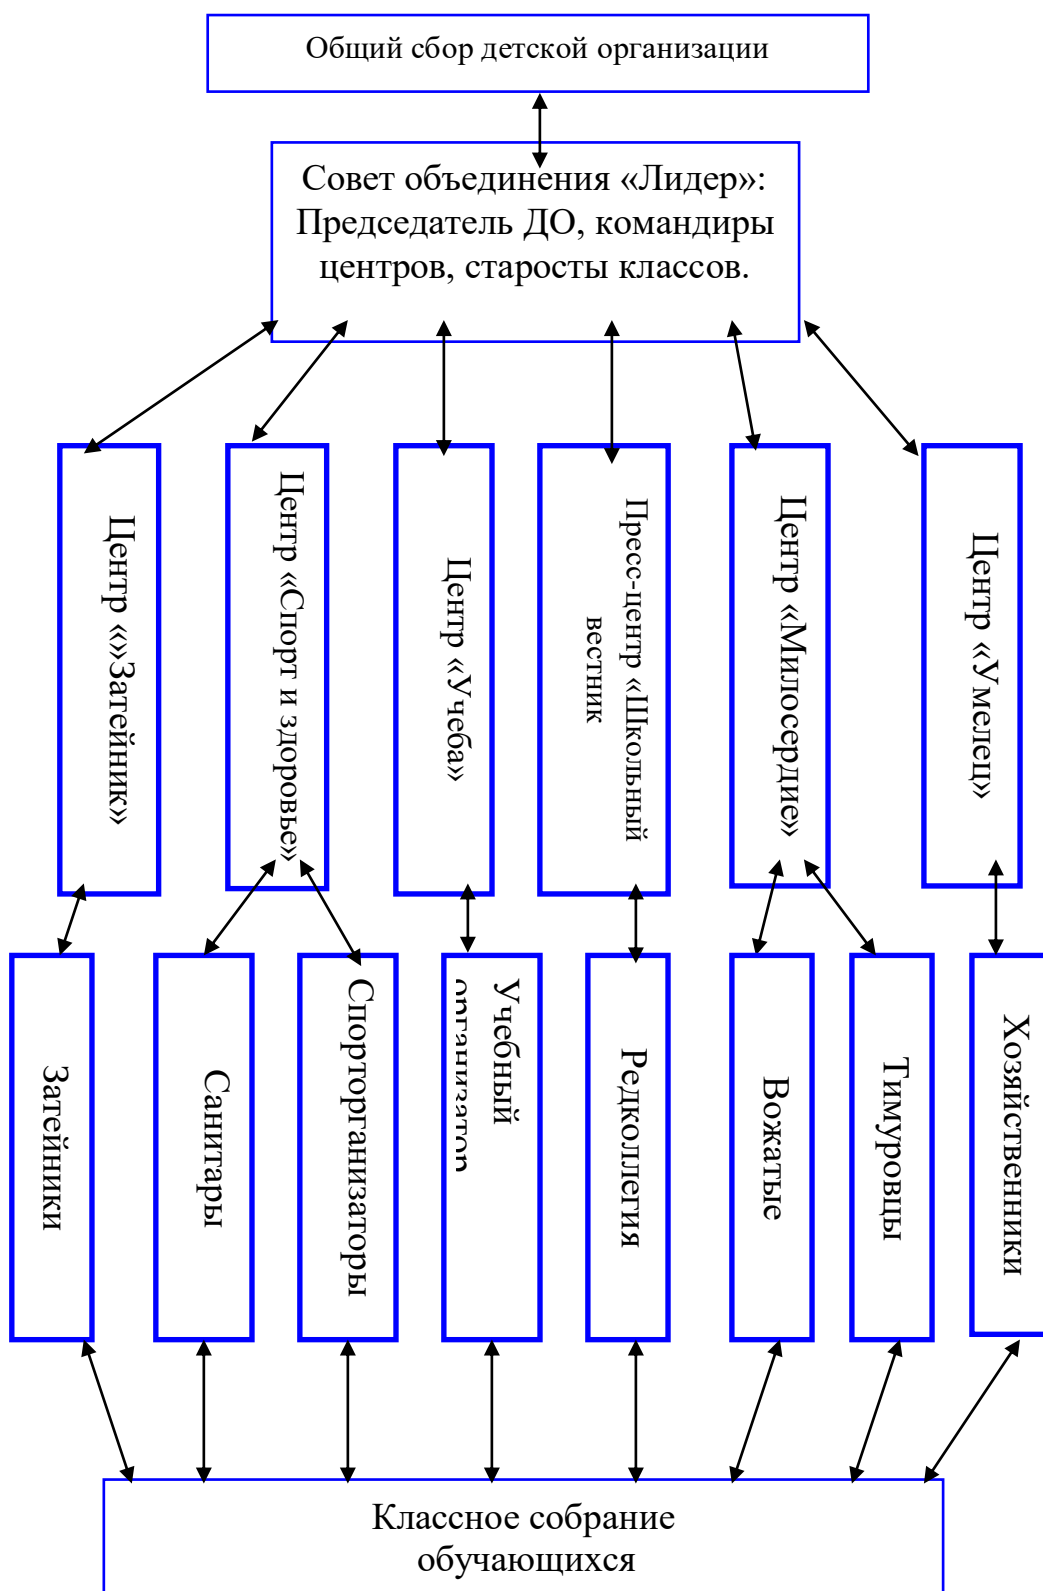 Общий сбор детской организации
Совет объединения «Лидер»:
Председатель ДО, командиры
центров, старосты классов.
Центр «»Затейник»
Центр «Спорт и здоровье»
Центр «Учеба»
Пресс-центр «Школьный
вестник
Центр «Милосердие»
Центр «Умелец»
Затейники
Санитары
Спорторганизаторы
Учебный
организатор
Редколлегия
Вожатые
Тимуровцы
Хозяйственники
Классное собрание
обучающихся